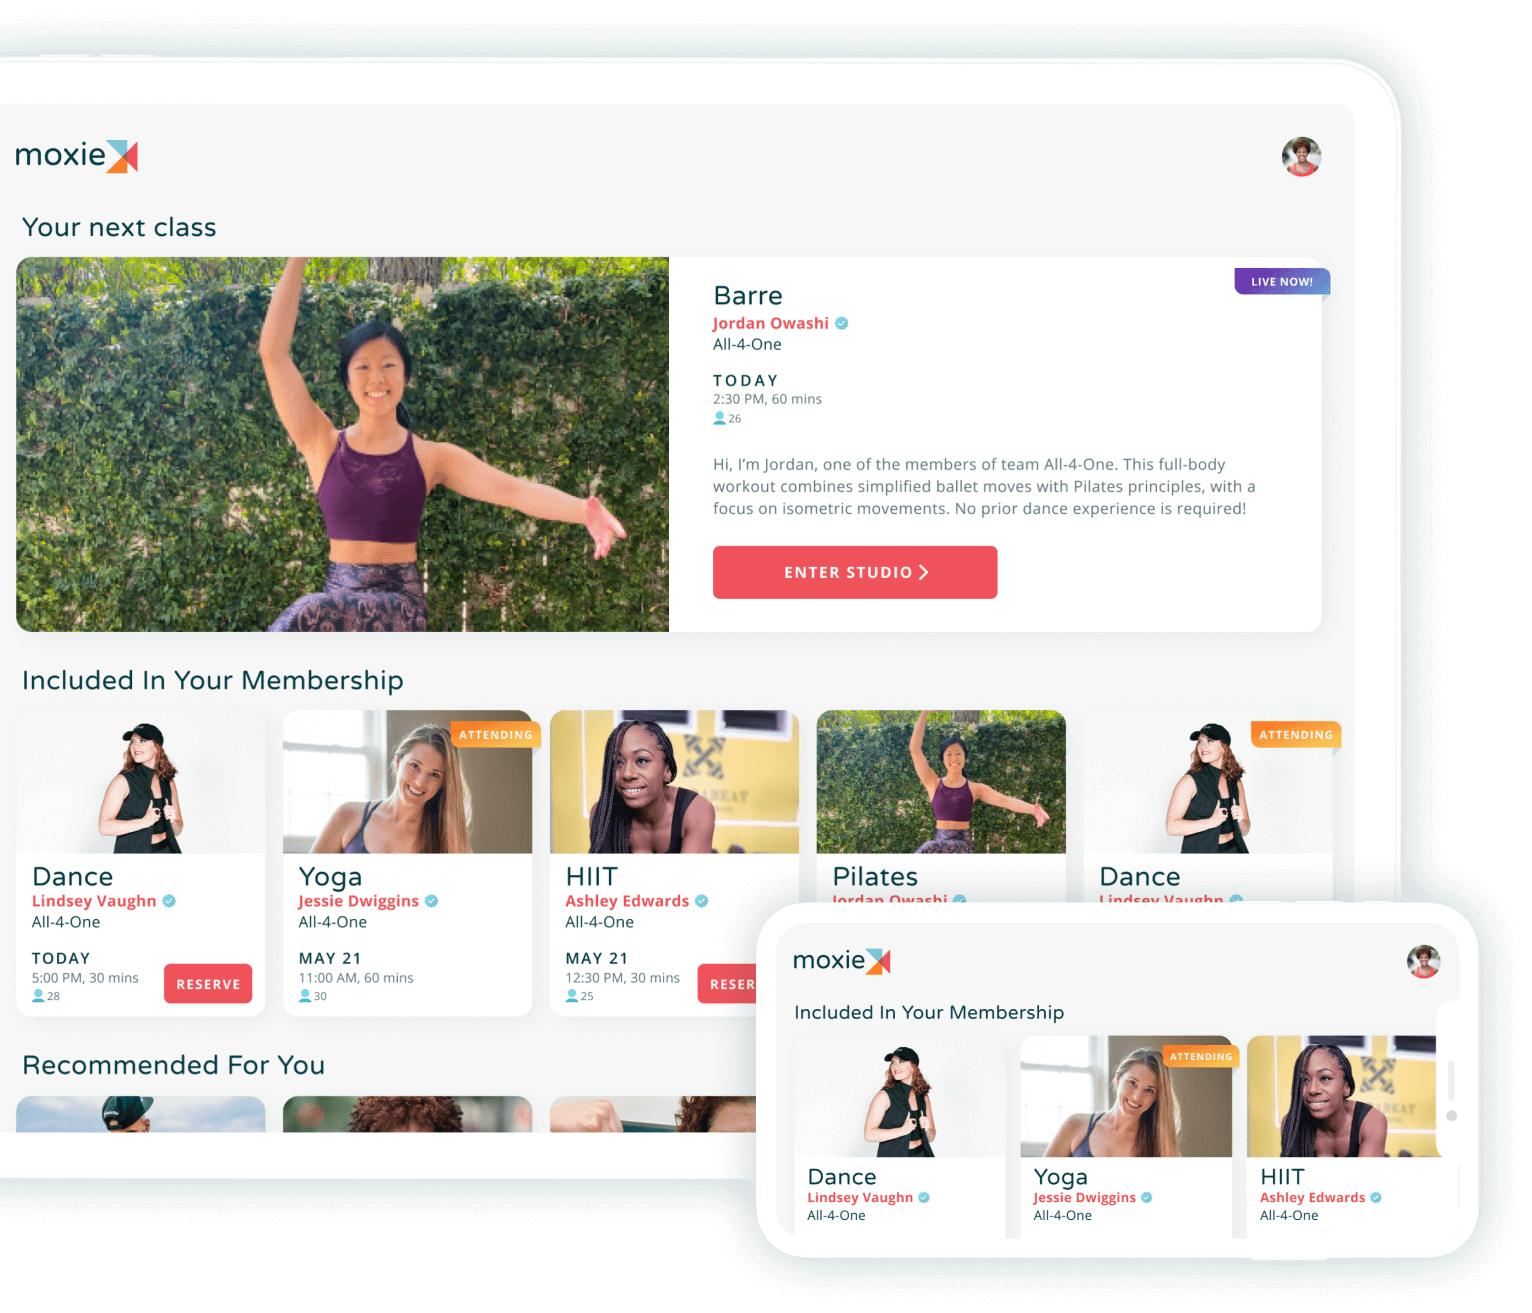 moxie
Your next class
LIVE NOW!
Barre
Jordan Owashi
All-4-One
TODAY
2:30 PM, 60 mins
26
Hi, I’m Jordan, one of the members of team All-4-One. This full-body
workout combines simplified ballet moves with Pilates principles, with a
focus on isometric movements. No prior dance experience is required!
ENTER STUDIO
Included In Your Membership
Dance
Lindsey Vaughn
All-4-One
TODAY
5:00 PM, 30 mins
28
RESERVE
ATTENDING
Yoga
Jessie Dwiggins
All-4-One
MAY 21
11:00 AM, 60 mins
30
HIIT
Ashley Edwards
All-4-One
MAY 21
12:30 PM, 30 mins
25
RESER
Pilates
Jordan Owashi
ATTENDING
Dance
Lindsey Vaughn
Recommended For You
moxie
Included In Your Membership
Dance
Lindsey Vaughn
All-4-One
ATTENDING
Yoga
Jessie Dwiggins
All-4-One
HIIT
Ashley Edwards
All-4-One